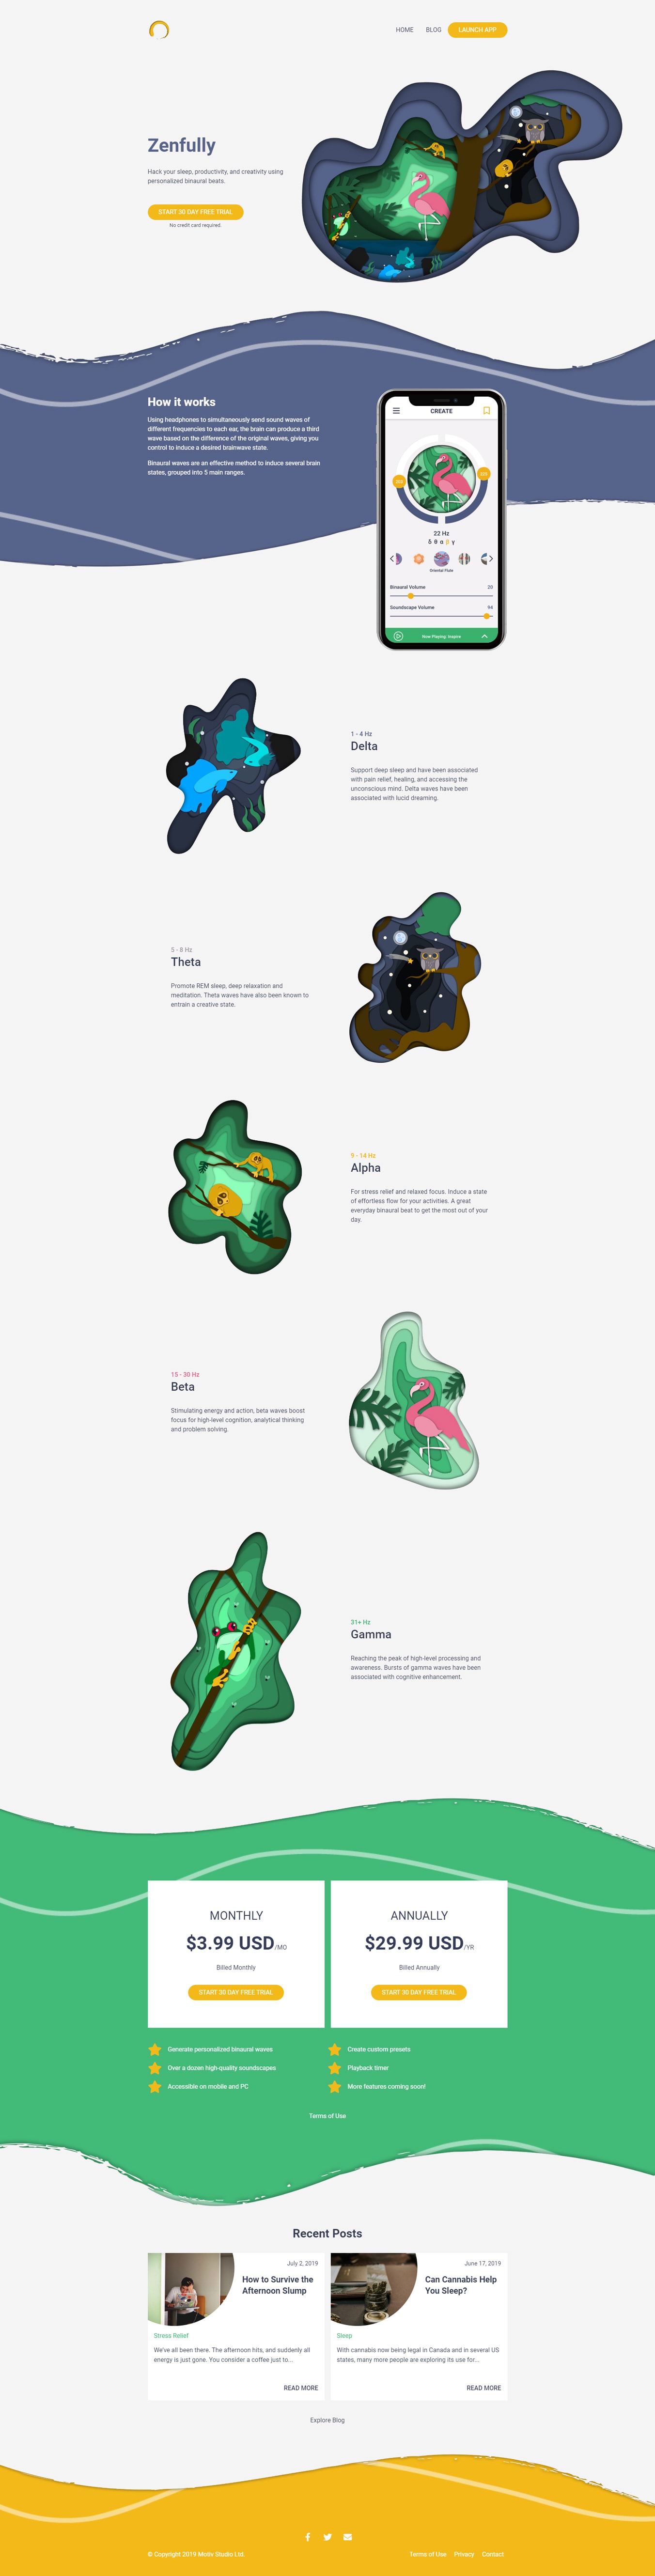 HOME
BLOG
LAUNCH APP
Zenfully
Hack your sleep, productivity, and creativity using
personalized binaural beats.
START 30 DAY FREE TRIAL
No credit card required.
How it works
Using headphones to simultaneously send sound waves of
different frequencies to each ear, the brain can produce a third
wave based on the difference of the original waves, giving you
control to induce a desired brainwave state.
Binaural waves are an effective method to induce several brain
states, grouped into 5 main ranges.
CREATE
22 Hz
δ θ α β γ
Oriental Flute
Binaural Volume 20
Soundscape Volume 94
Now Playing: Inspire
1 - 4 Hz
Delta
Support deep sleep and have been associated
with pain relief, healing, and accessing the
unconscious mind. Delta waves have been
associated with lucid dreaming.
5 - 8 Hz
Theta
Promote REM sleep, deep relaxation and
meditation. Theta waves have also been known to
entrain a creative state.
9 - 14 Hz
Alpha
For stress relief and relaxed focus. Induce a state
of effortless flow for your activities. A great
everyday binaural beat to get the most out of your
day.
15 - 30 Hz
Beta
Stimulating energy and action, beta waves boost
focus for high-level cognition, analytical thinking
and problem solving.
31+ Hz
Gamma
Reaching the peak of high-level processing and
awareness. Bursts of gamma waves have been
associated with cognitive enhancement.
MONTHLY
$3.99 USD/MO
Billed Monthly
START 30 DAY FREE TRIAL
ANNUALLY
$29.99 USD/YR
Billed Annually
START 30 DAY FREE TRIAL
Generate personalized binaural waves
Over a dozen high-quality soundscapes
Accessible on mobile and PC
Create custom presets
Playback timer
More features coming soon!
Terms of Use
Recent Posts
July 2, 2019
How to Survive the
Afternoon Slump
Stress Relief
We've all been there. The afternoon hits, and suddenly all
energy is just gone. You consider a coffee just to...
READ MORE
June 17, 2019
Can Cannabis Help
You Sleep?
Sleep
With cannabis now being legal in Canada and in several US
states, many more people are exploring its use for...
READ MORE
Explore Blog
© Copyright 2019 Motiv Studio Ltd.
Terms of Use
Privacy
Contact